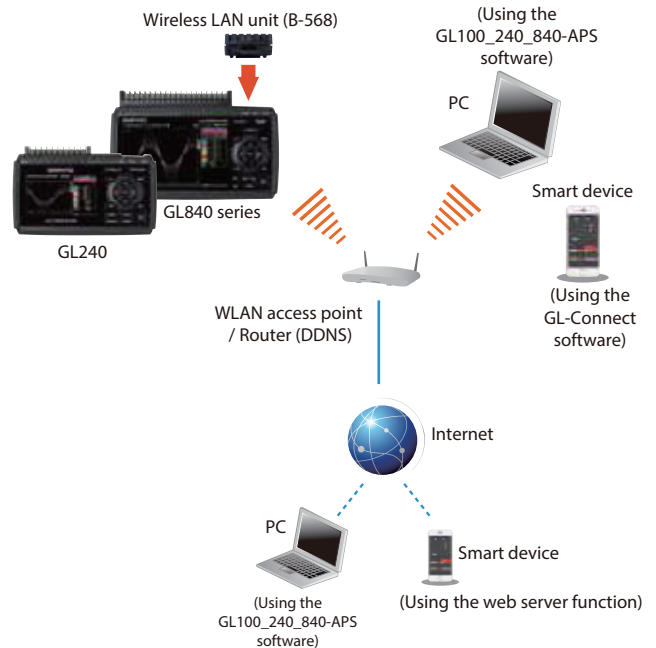 Wireless LAN unit (B-568)
(Using the
GL100_240_840-APS
software)
PC
GL840 series
GL240
Smart device
(Using the
GL-Connect
software)
WLAN access point
/ Router (DDNS)
Internet
PC
(Using the
GL100_240_840-APS
software)
Smart device
(Using the web server function)